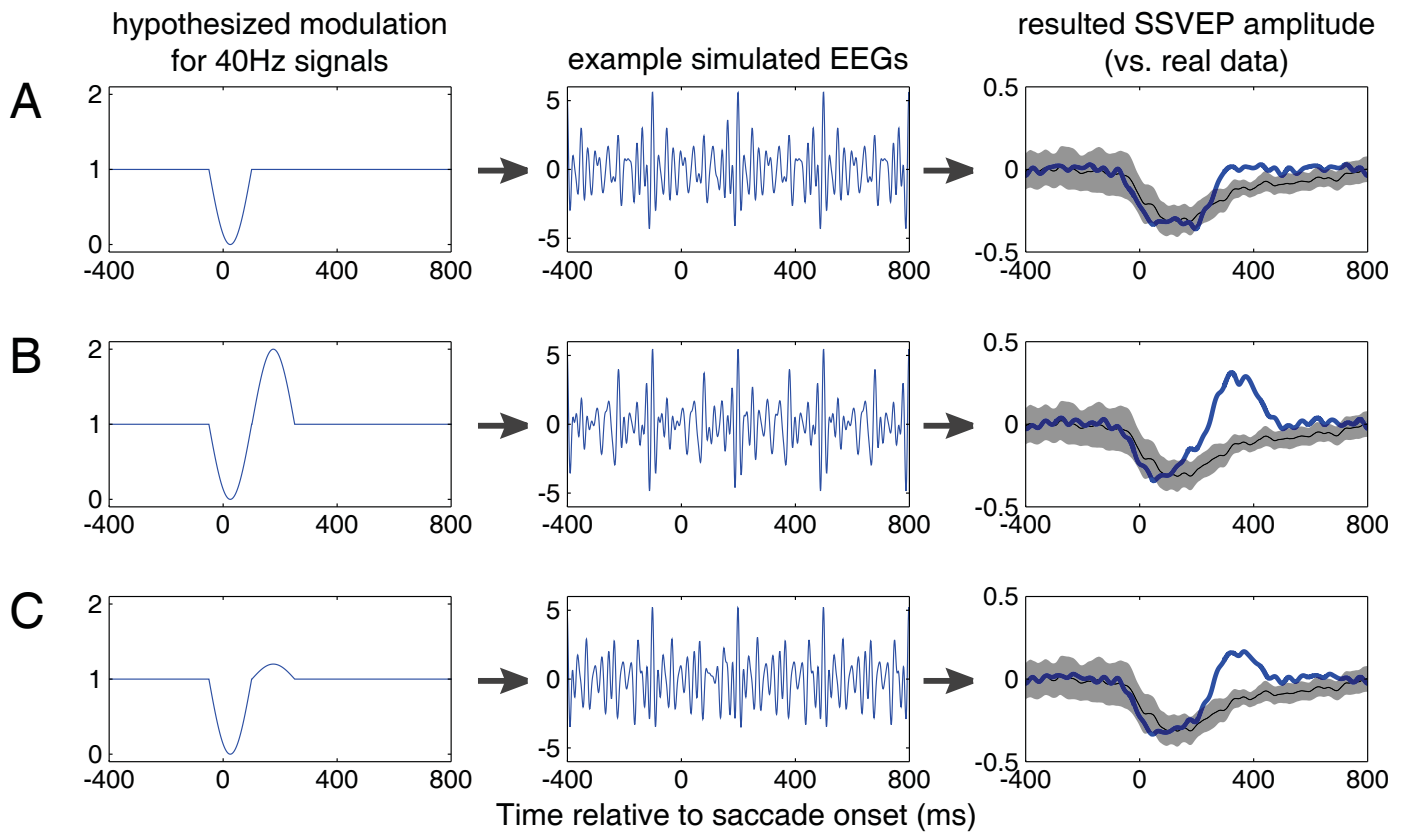 hypothesized modulation
for 40Hz signals
example simulated EEGs
resulted SSVEP amplitude
(vs. real data)
A
2
1
0
-400 0 400 800
5
0
-5
-400 0 400 800
0.5
0
-0.5
-400 0 400 800
B
2
1
0
-400 0 400 800
5
0
-5
-400 0 400 800
0.5
0
-0.5
-400 0 400 800
C
2
1
0
-400 0 400 800
5
0
-5
-400 0 400 800
0.5
0
-0.5
-400 0 400 800
Time relative to saccade onset (ms)